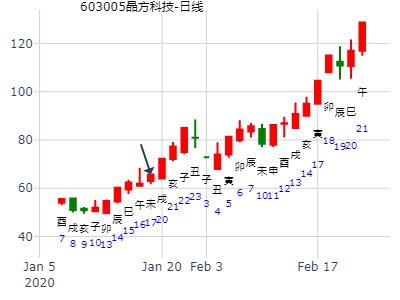 603005晶方科技-日线
120
100
80
60
40
酉 戌 亥 子 卯 辰 巳 午 未 戌 亥 子 丑 子 丑 寅 卯 辰 未 申 酉 戌 亥 寅 卯 辰 巳 午
7 8 9 10 13 14 15 16 17 20 21 22 23 3 4 5 6 7 10 11 12 13 14 17 18 19 20 21
Jan 5 Jan 20 Feb 3 Feb 17
2020